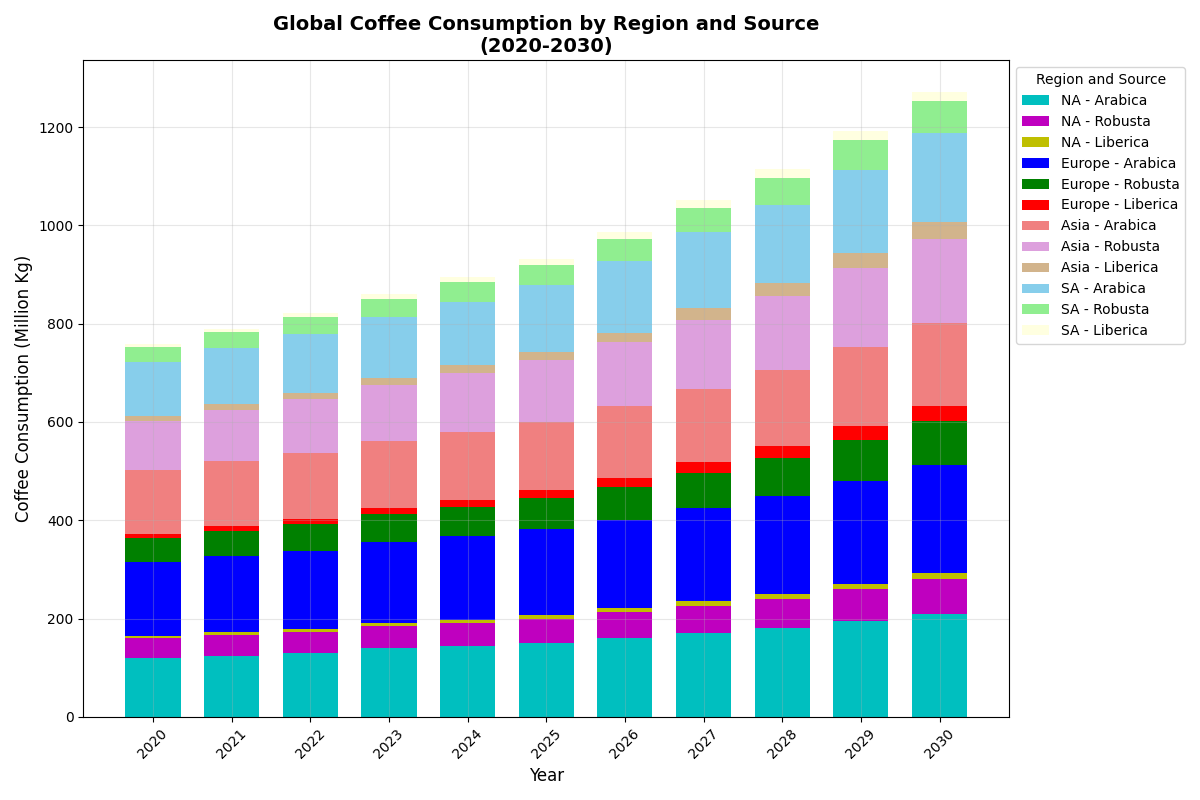 Global Coffee Consumption by Region and Source
(2020-2030)
Coffee Consumption (Million Kg)
1200
1000
800
600
400
200
0
2020
2021
2022
2023
2024
2025
2026
2027
2028
2029
2030
Year
Region and Source
NA - Arabica
NA - Robusta
NA - Liberica
Europe - Arabica
Europe - Robusta
Europe - Liberica
Asia - Arabica
Asia - Robusta
Asia - Liberica
SA - Arabica
SA - Robusta
SA - Liberica